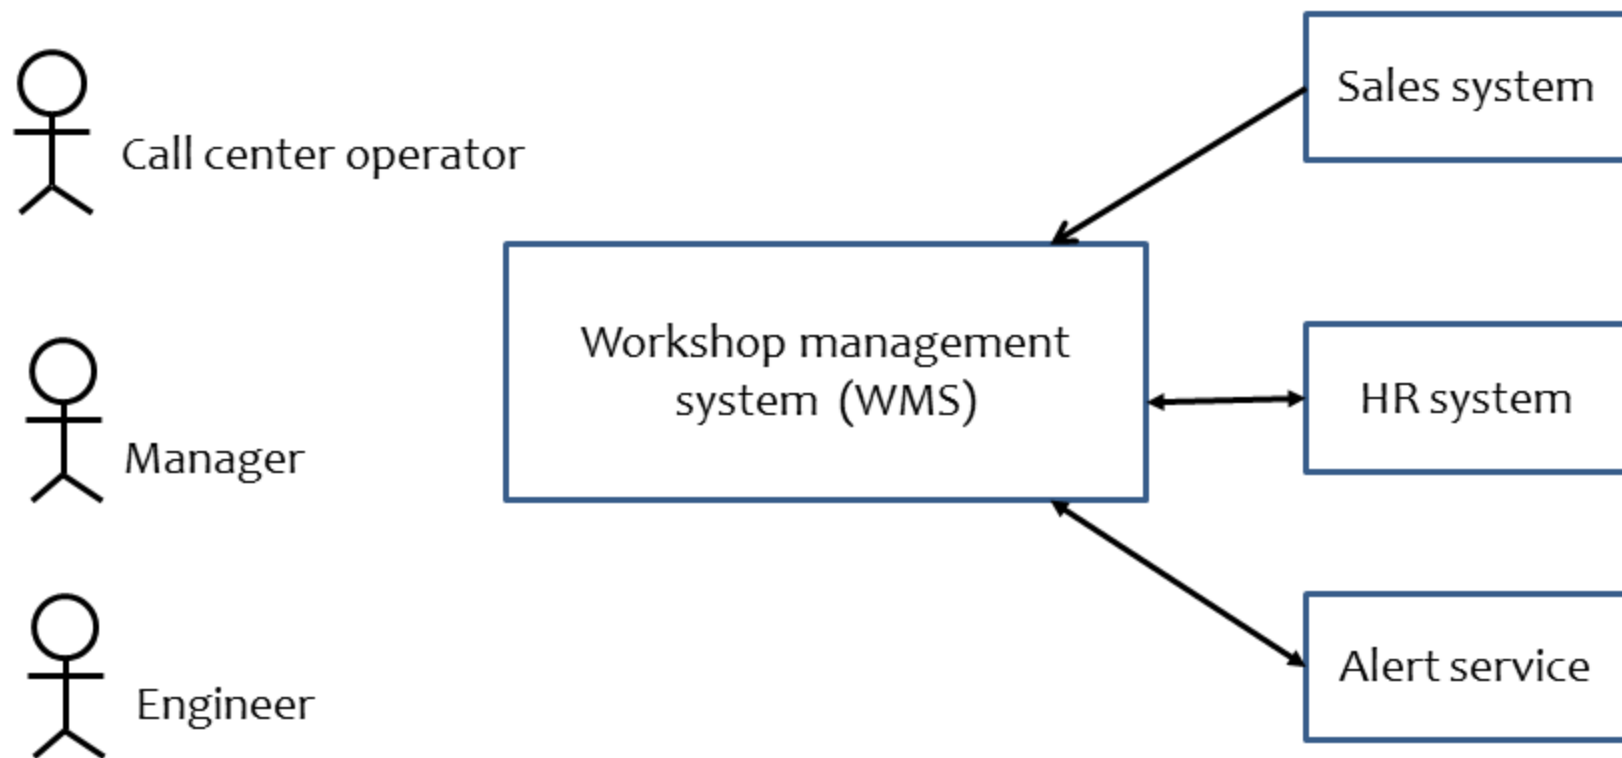 Sales system
Call center operator
Workshop management
system (WMS)
HR system
Manager
Alert service
Engineer